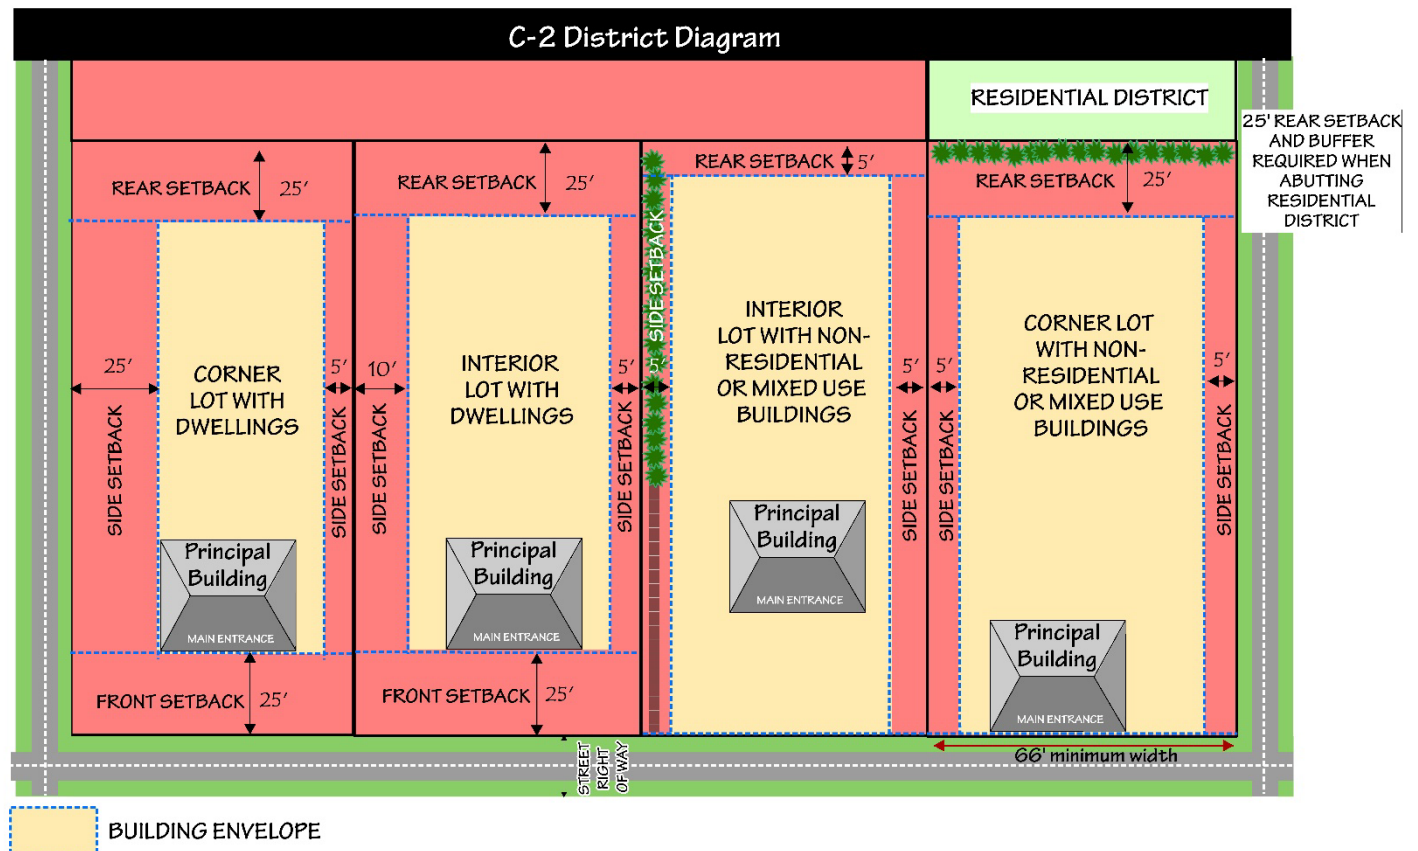 C-2 District Diagram
RESIDENTIAL DISTRICT
25' REAR SETBACK
AND BUFFER
REQUIRED WHEN
ABUTTING
RESIDENTIAL
DISTRICT
REAR SETBACK 25'
REAR SETBACK 25'
REAR SETBACK 5'
REAR SETBACK 25'
25'
SIDE SETBACK
CORNER
LOT WITH
DWELLINGS
5'
SIDE SETBACK
10'
SIDE SETBACK
INTERIOR
LOT WITH
DWELLINGS
5'
SIDE SETBACK
SIDE SETBACK
5'
INTERIOR
LOT WITH NON-
RESIDENTIAL
OR MIXED USE
BUILDINGS
5'
SIDE SETBACK
5'
SIDE SETBACK
CORNER LOT
WITH NON-
RESIDENTIAL
OR MIXED USE
BUILDINGS
5'
SIDE SETBACK
Principal
Building
MAIN ENTRANCE
Principal
Building
MAIN ENTRANCE
Principal
Building
MAIN ENTRANCE
Principal
Building
MAIN ENTRANCE
FRONT SETBACK 25'
FRONT SETBACK 25'
STREET
RIGHT
OF WAY
66' minimum width
BUILDING ENVELOPE